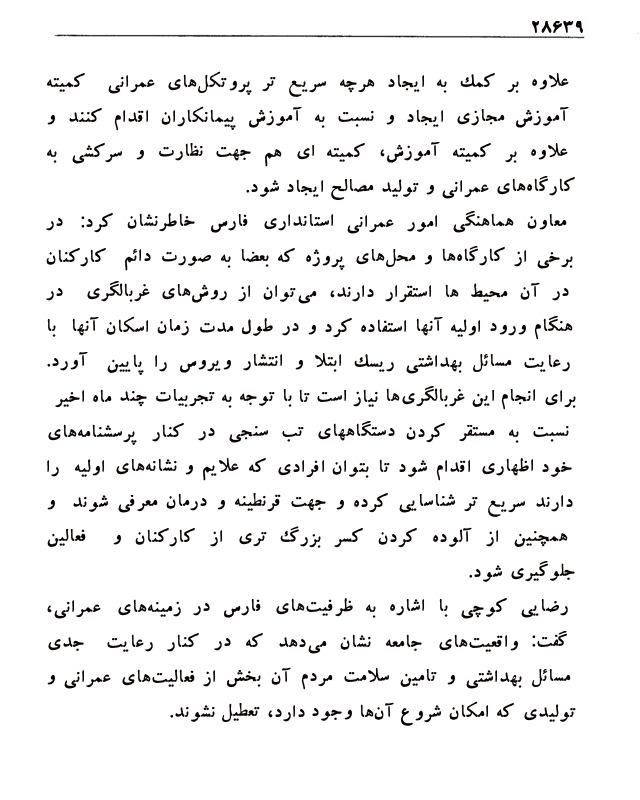 ۲۸۶۳۹
علاوه بر کمك به ایجاد هرچه سریع تر پروتکل‌های عمرانی کمیته
آموزش مجازی ایجاد و نسبت به آموزش پیمانکاران اقدام کنند و
علاوه بر کمیته آموزش، کمیته ای هم جهت نظارت و سرکشی به
کارگاه‌های عمرانی و تولید مصالح ایجاد شود.
معاون هماهنگی امور عمرانی استانداری فارس خاطرنشان کرد: در
برخی از کارگاه‌ها و محل‌های پروژه که بعضا به صورت دائم کارکنان
در آن محیط ها استقرار دارند، می‌توان از روش‌های غربالگری در
هنگام ورود اولیه آنها استفاده کرد و در طول مدت زمان اسکان آنها با
رعایت مسائل بهداشتی ریسك ابتلا و انتشار ویروس را پایین آورد.
برای انجام این غربالگری‌ها نیاز است تا با توجه به تجربیات چند ماه اخیر
نسبت به مستقر کردن دستگاههای تب سنجی در کنار پرسشنامه‌های
خود اظهاری اقدام شود تا بتوان افرادی که علایم و نشانه‌های اولیه را
دارند سریع تر شناسایی کرده و جهت قرنطینه و درمان معرفی شوند و
همچنین از آلوده کردن کسر بزرگ تری از کارکنان و فعالین
جلوگیری شود.
رضایی کوچی با اشاره به ظرفیت‌های فارس در زمینه‌های عمرانی،
گفت: واقعیت‌های جامعه نشان می‌دهد که در کنار رعایت جدی
مسائل بهداشتی و تامین سلامت مردم آن بخش از فعالیت‌های عمرانی و
تولیدی که امکان شروع آن‌ها وجود دارد، تعطیل نشوند.